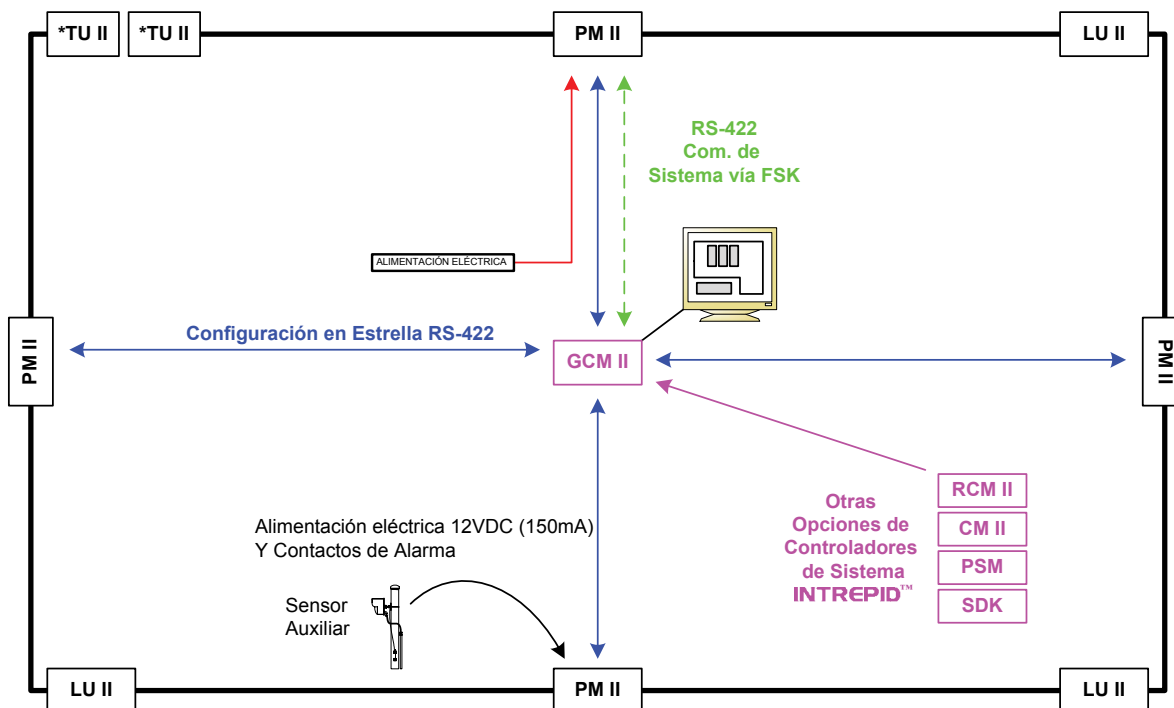 *TU II
*TU II
PM II
LU II
RS-422
Com. de
Sistema vía FSK
ALIMENTACIÓN ELÉCTRICA
Configuración en Estrella RS-422
PM II
GCM II
PM II
Alimentación eléctrica 12VDC (150mA)
Y Contactos de Alarma
Sensor
Auxiliar
Otras
Opciones de
Controladores
de Sistema
INTREPID™
RCM II
CM II
PSM
SDK
LU II
PM II
LU II